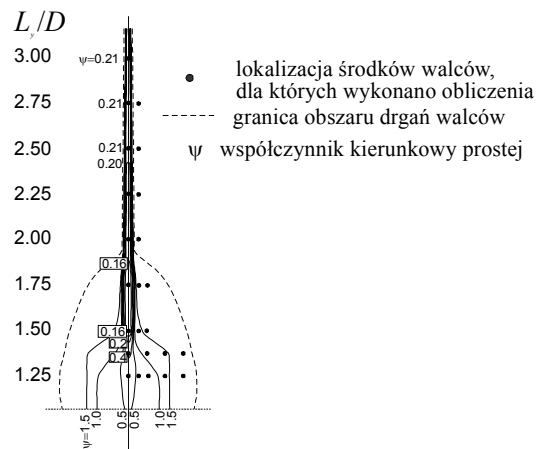 L_y/D
3.00
ψ=0.21
lokalizacja środków walców,
dla których wykonano obliczenia
2.75
0.21
granica obszaru drgań walców
2.50
0.21
ψ współczynnik kierunkowy prostej
0.20
2.25
2.00
0.16
1.75
1.50
0.16
0.2
0.4
1.25
ψ=1.5
1.0
0.5
0.5
1.0
1.5